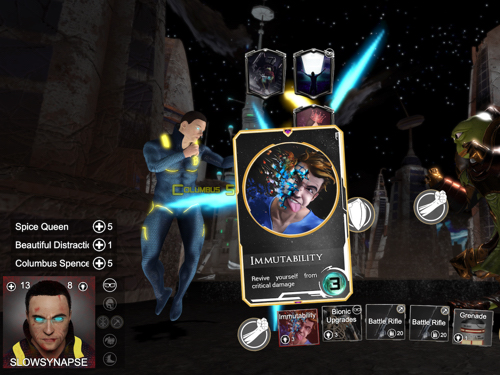 COLUMBUS S
Spice Queen 5
Beautiful Distractio 1
Columbus Spence 5
13 8
SLOWSYNAPSE
IMMUTABILITY
Revive yourself from
critical damage
3
Immutability
Bionic
Upgrades
3
Battle Rifle
20
Battle Rifle
20
Grenade